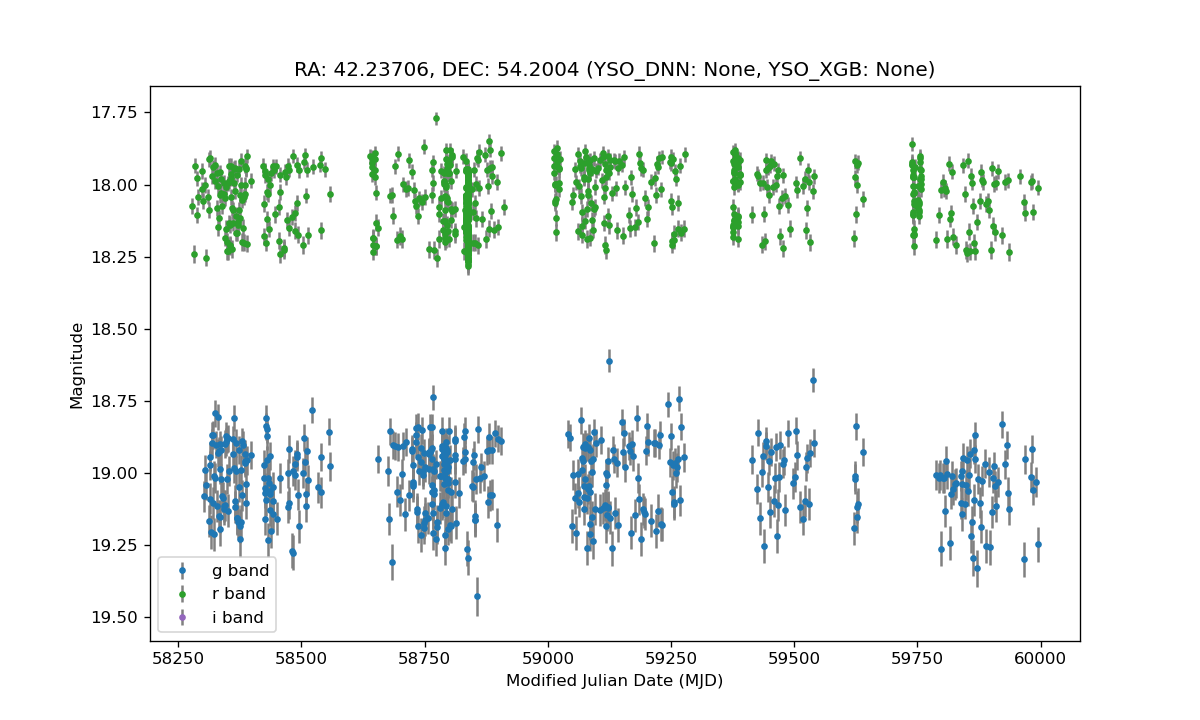 RA: 42.23706, DEC: 54.2004 (YSO_DNN: None, YSO_XGB: None)
17.75
18.00
18.25
18.50
18.75
19.00
19.25
19.50
Magnitude
g band
r band
i band
58250
58500
58750
59000
59250
59500
59750
60000
Modified Julian Date (MJD)